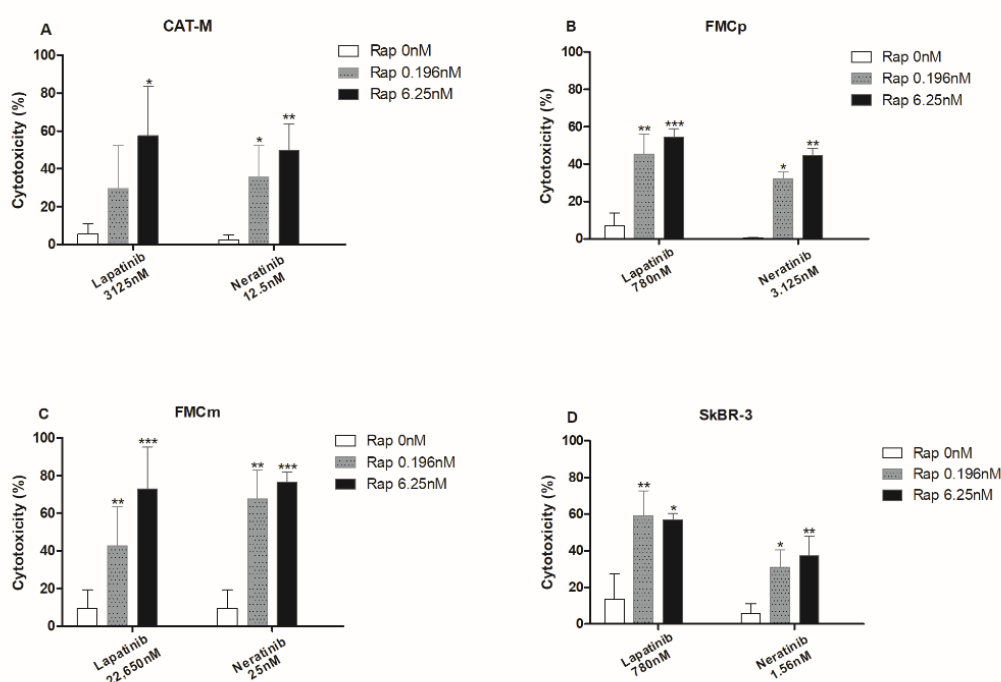 A
CAT-M
Cytotoxicity (%)
100
80
60
40
20
0
*
*
**
Lapatinib
3125nM
Neratinib
12.5nM
Rap 0nM
Rap 0.196nM
Rap 6.25nM
B
FMCp
Cytotoxicity (%)
100
80
60
40
20
0
**
***
*
**
Lapatinib
780nM
Neratinib
3.125nM
Rap 0nM
Rap 0.196nM
Rap 6.25nM
C
FMCm
Cytotoxicity (%)
100
80
60
40
20
0
**
***
**
***
Lapatinib
22,650nM
Neratinib
25nM
Rap 0nM
Rap 0.196nM
Rap 6.25nM
D
SkBR-3
Cytotoxicity (%)
100
80
60
40
20
0
**
*
*
**
Lapatinib
780nM
Neratinib
1.56nM
Rap 0nM
Rap 0.196nM
Rap 6.25nM